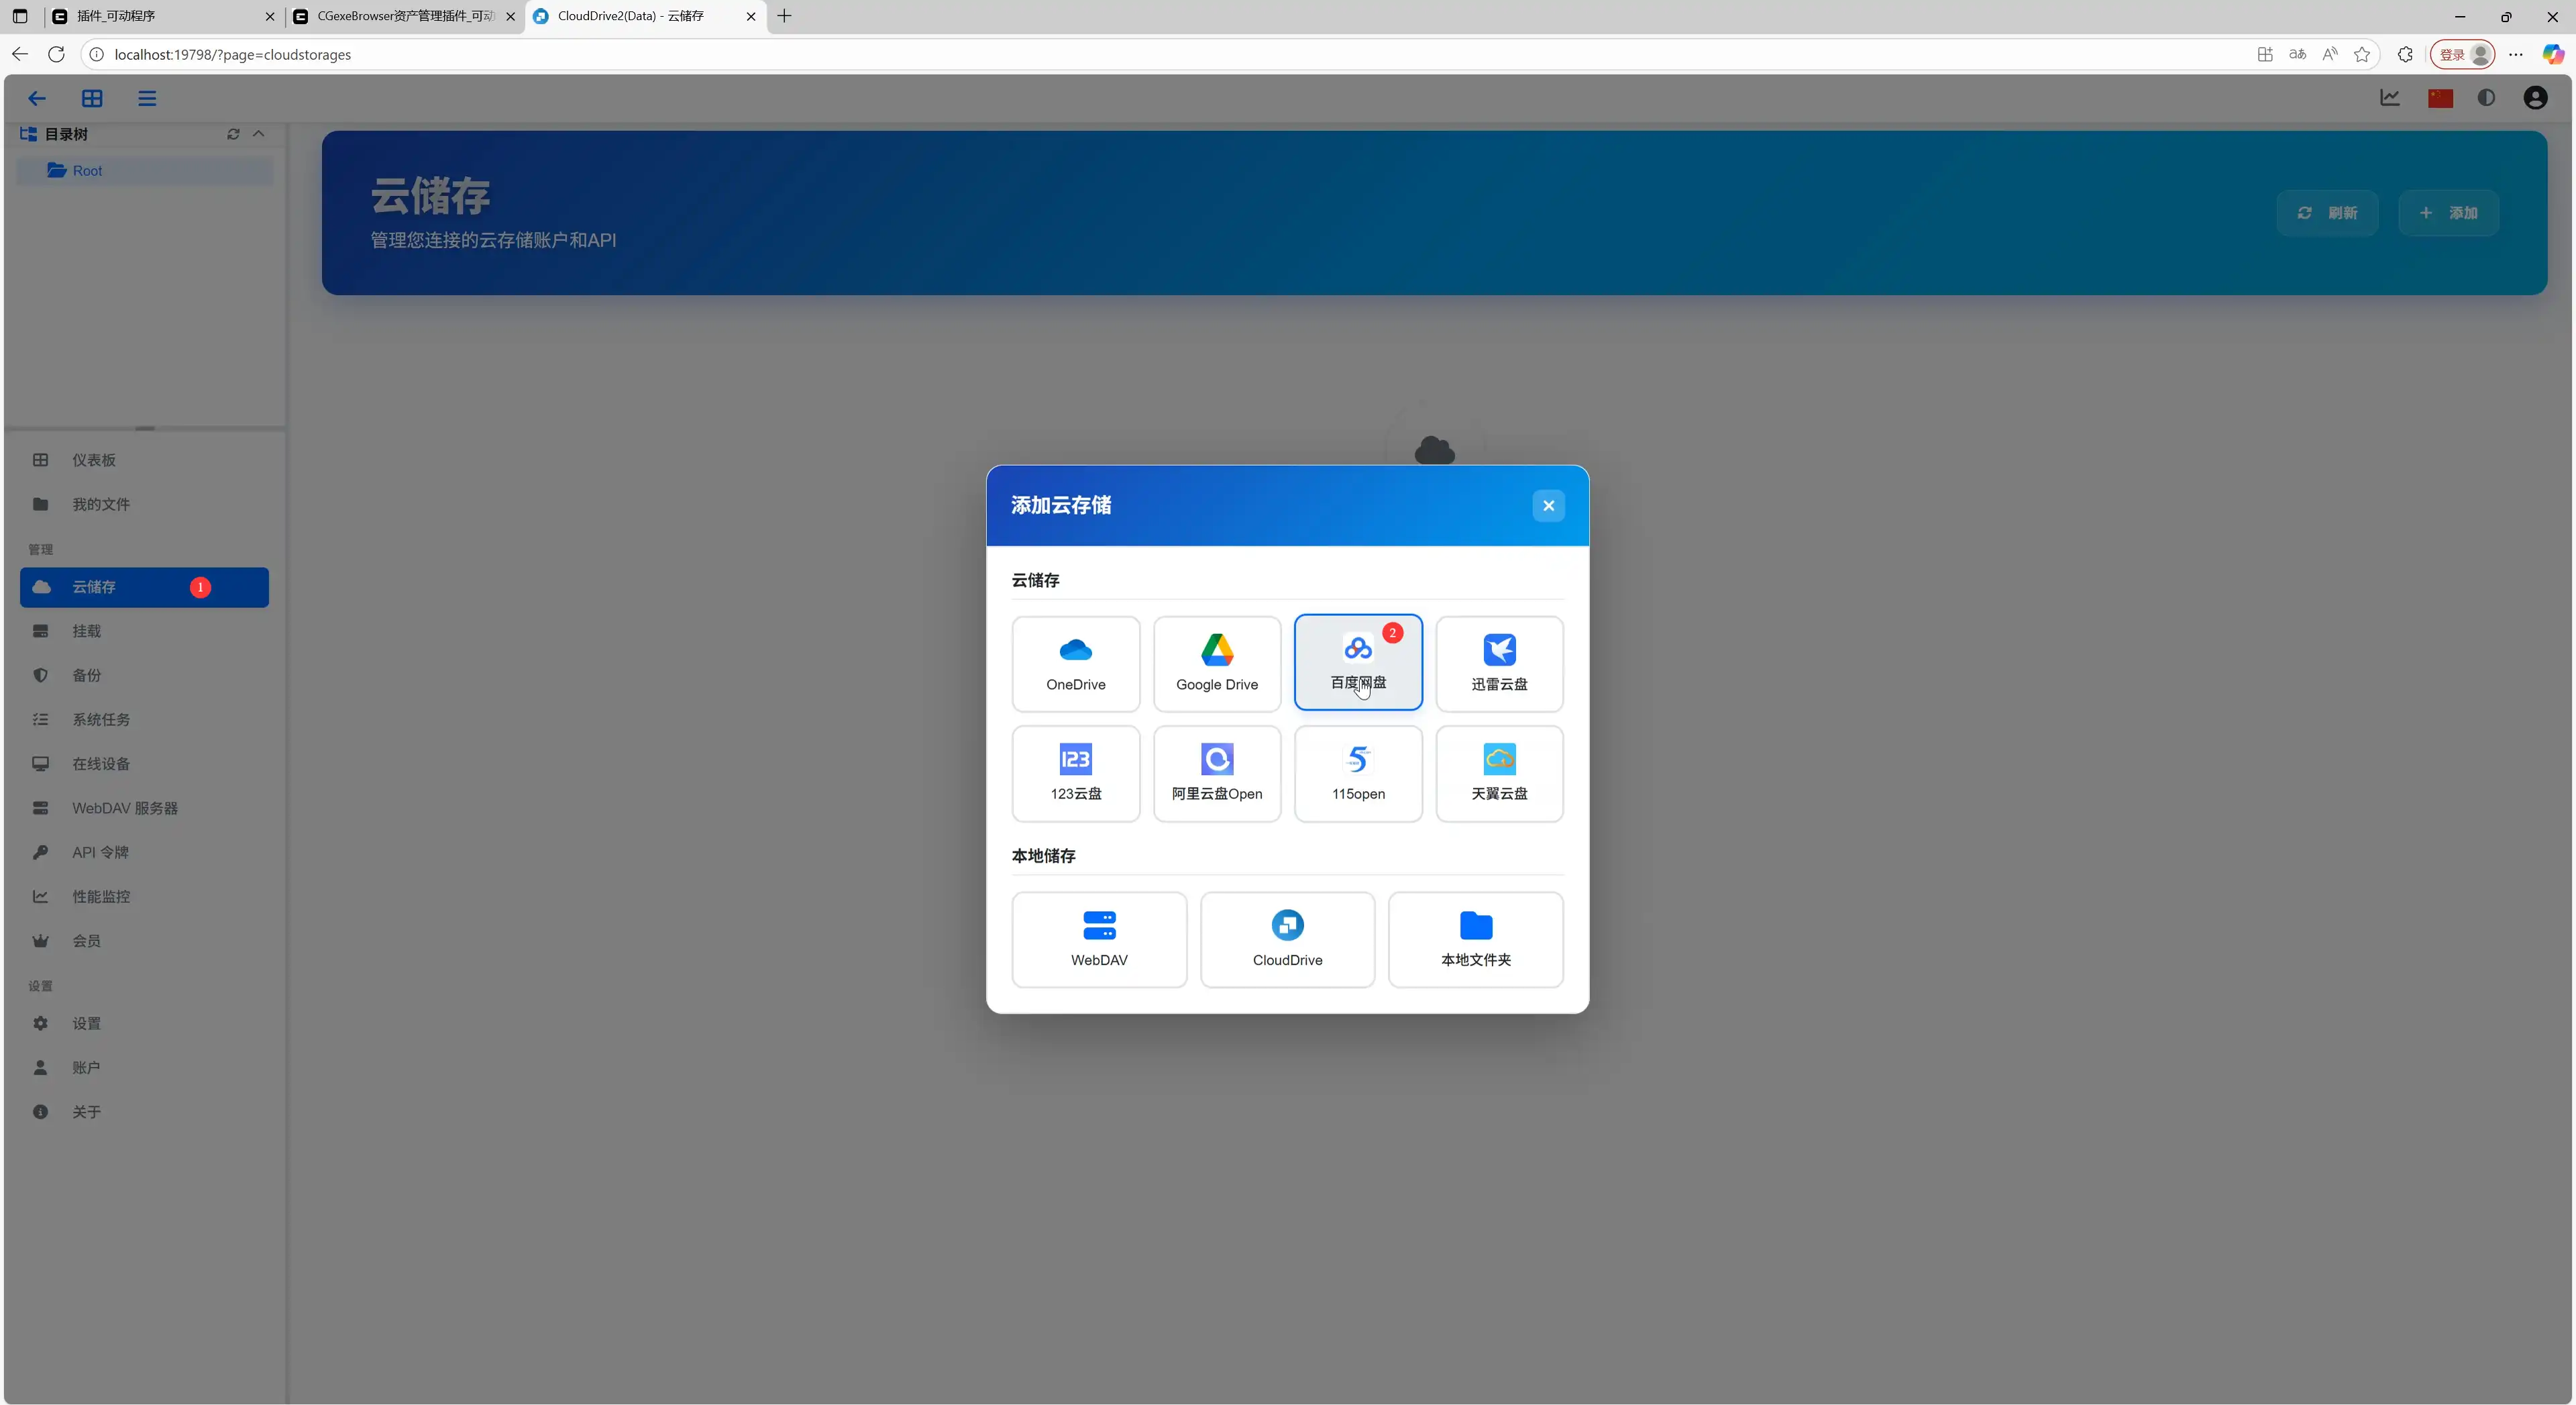 插件_可动程序
CGexeBrowser资产管理插件_可动
CloudDrive2(Data) - 云储存
localhost:19798/?page=cloudstorages
登录
目录树
Root
云储存
管理您连接的云存储账户和API
刷新
添加
仪表板
我的文件
管理
云储存
1
挂载
备份
系统任务
在线设备
WebDAV 服务器
API 令牌
性能监控
会员
设置
设置
账户
关于
添加云存储
云储存
OneDrive
Google Drive
2
百度网盘
迅雷云盘
123
123云盘
阿里云盘Open
5
115open
天翼云盘
本地储存
WebDAV
CloudDrive
本地文件夹